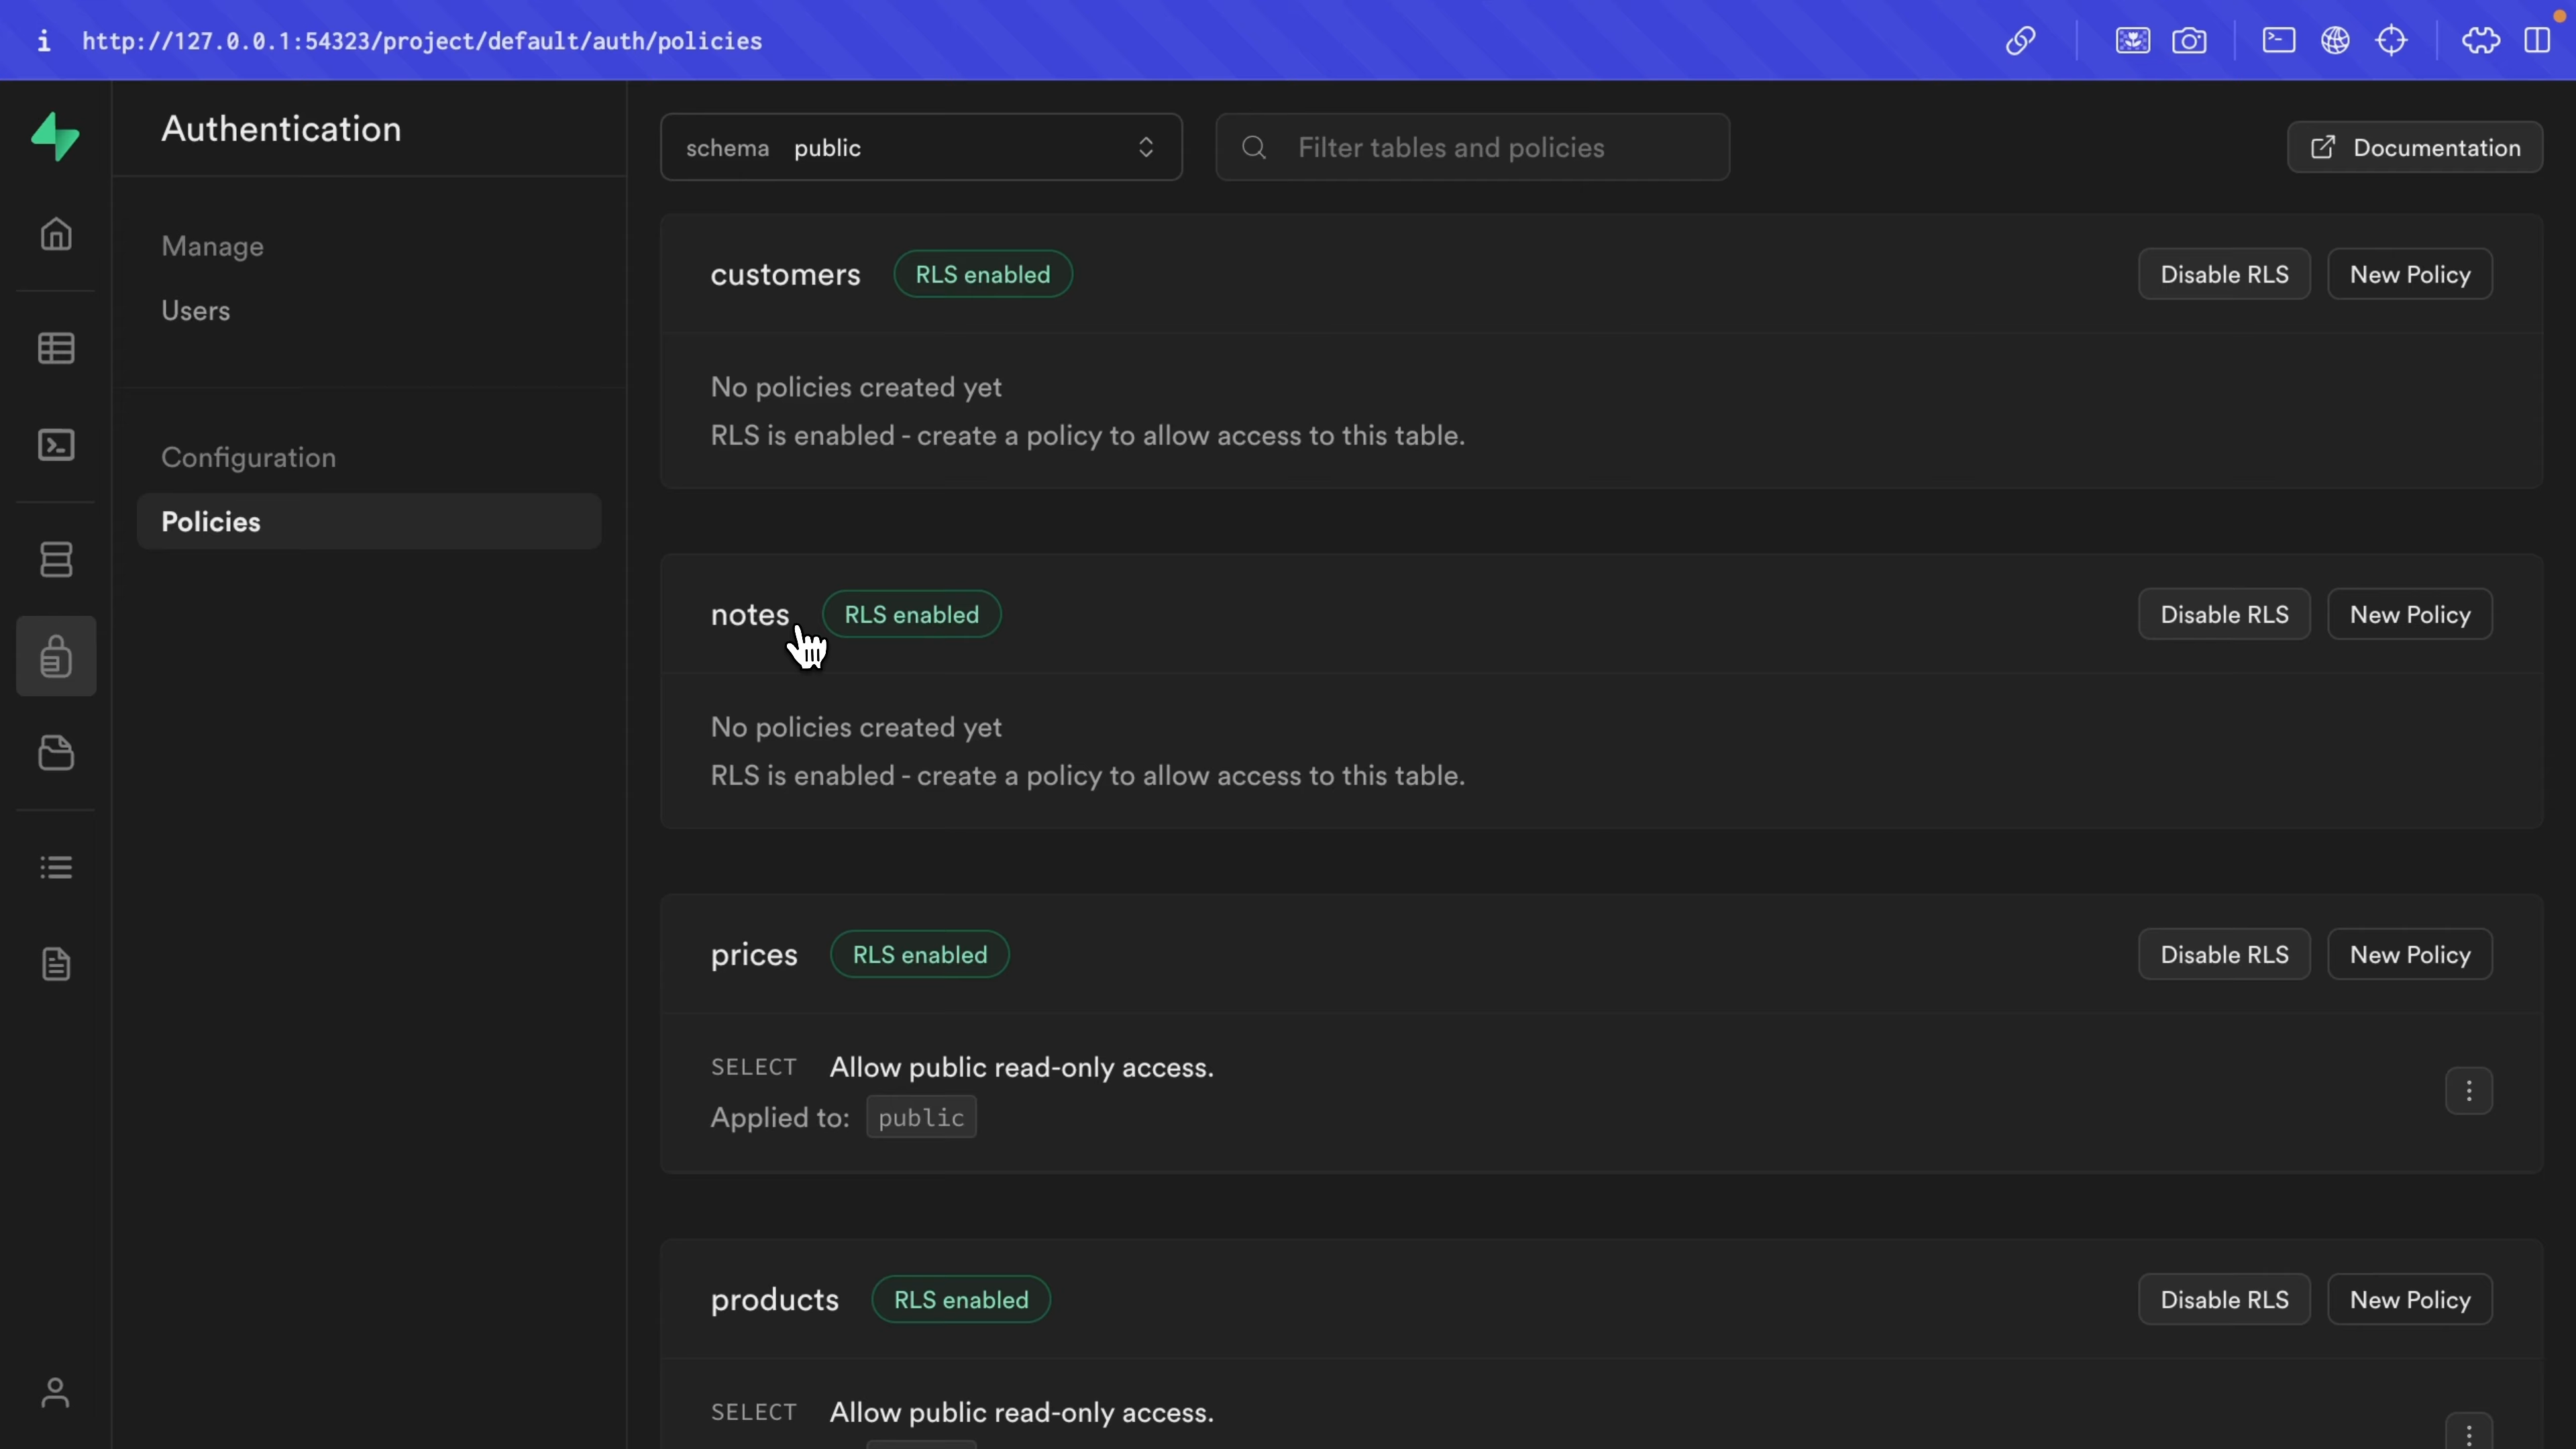 i http://127.0.0.1:54323/project/default/auth/policies
Authentication
Manage
Users
Configuration
Policies
schema public
Filter tables and policies
Documentation
customers RLS enabled Disable RLS New Policy
No policies created yet
RLS is enabled - create a policy to allow access to this table.
notes RLS enabled Disable RLS New Policy
No policies created yet
RLS is enabled - create a policy to allow access to this table.
prices RLS enabled Disable RLS New Policy
SELECT Allow public read-only access.
Applied to: public
products RLS enabled Disable RLS New Policy
SELECT Allow public read-only access.